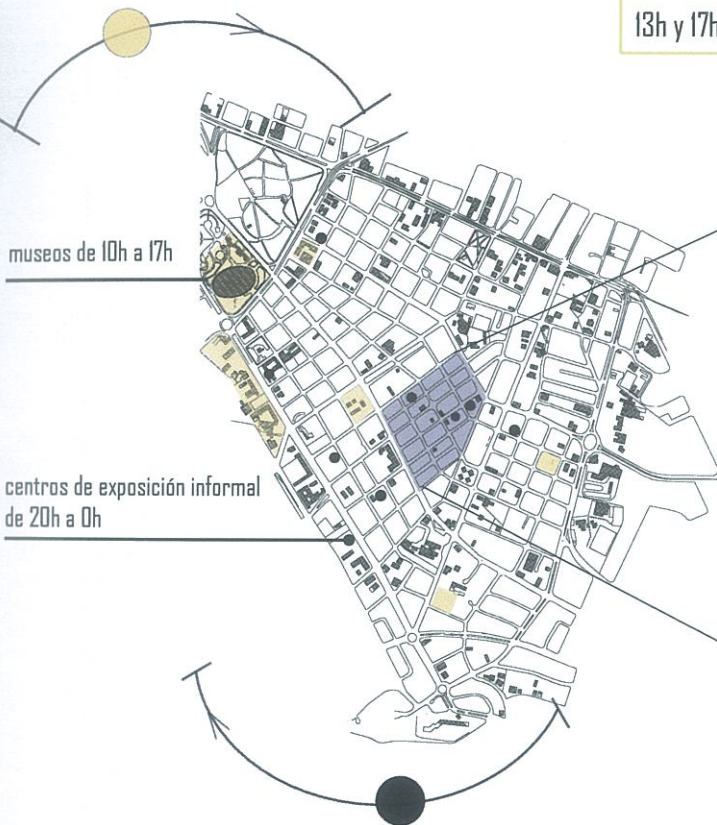 13h y 17h
museos de 10h a 17h
centros de exposición informal
de 20h a 0h